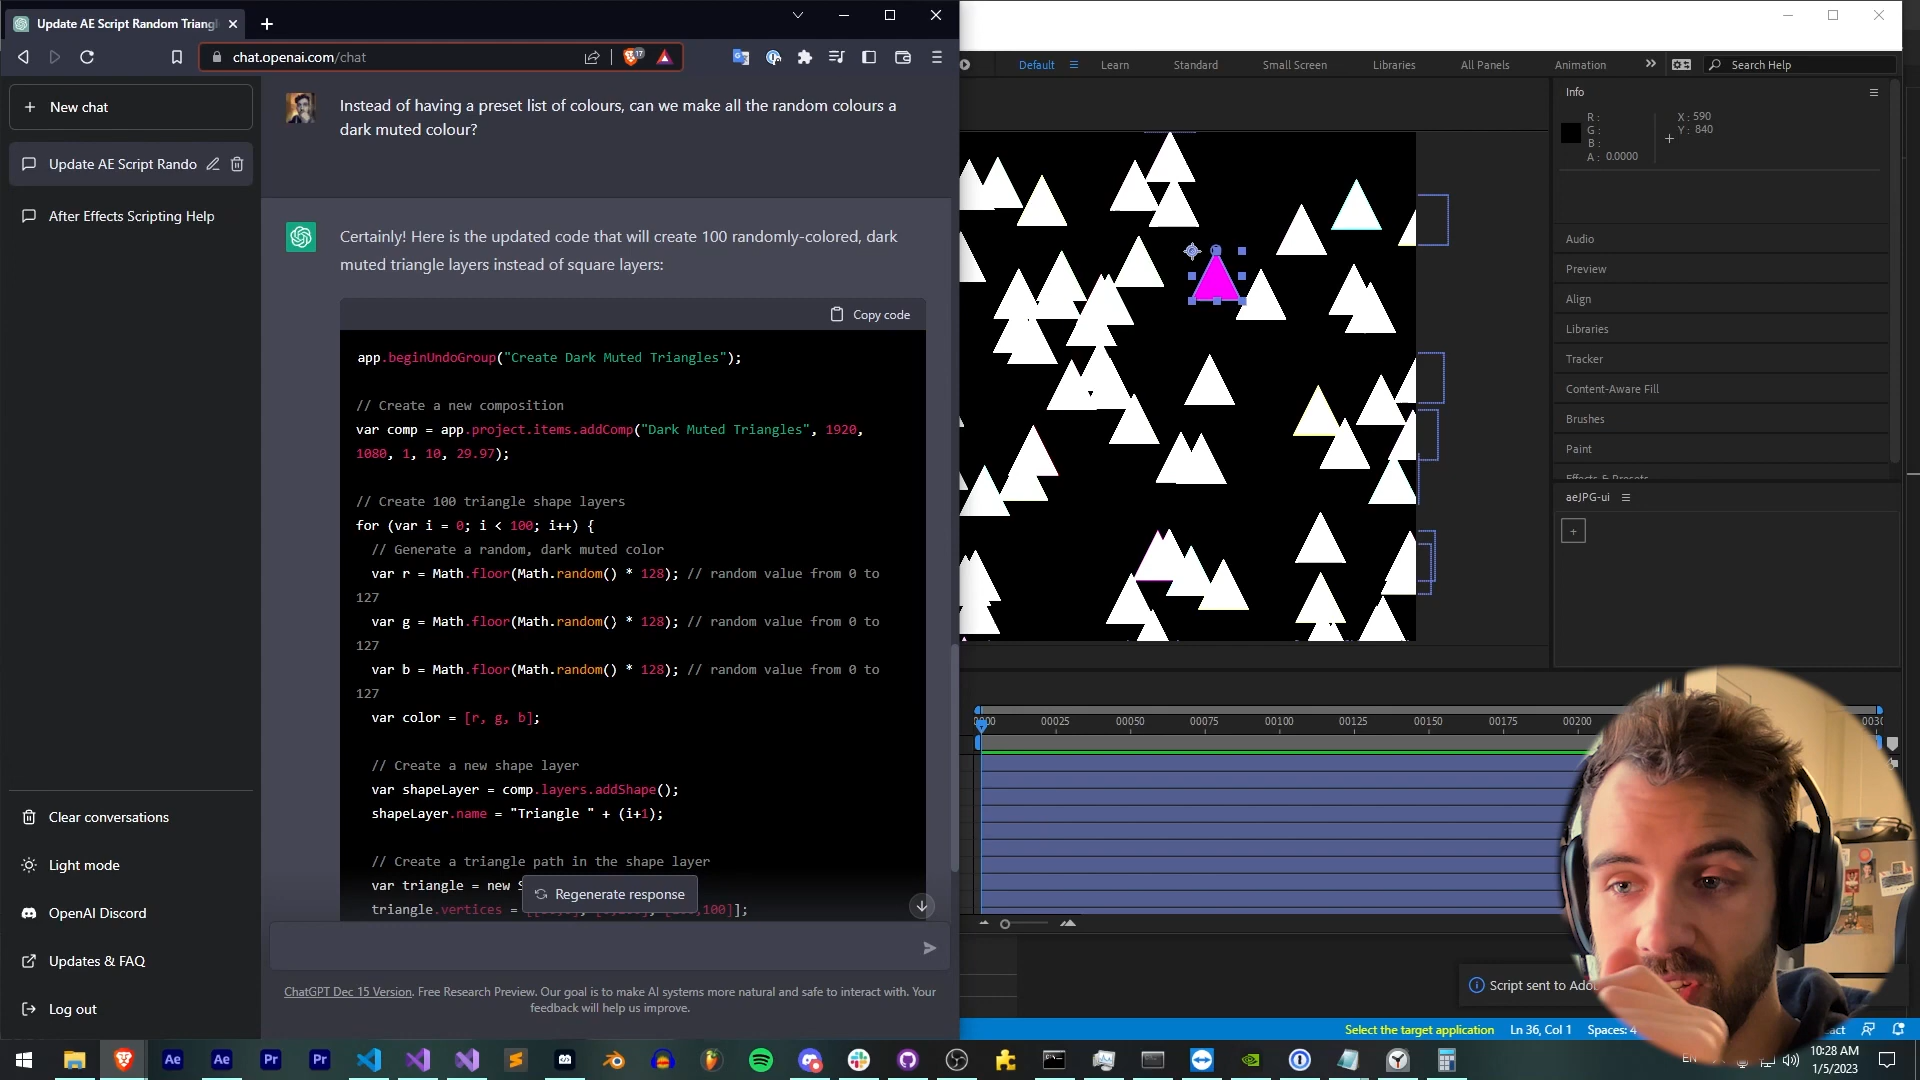 Update AE Script Random Triang
chat.openai.com/chat
17
New chat
Update AE Script Rando
After Effects Scripting Help
Clear conversations
Light mode
OpenAI Discord
Updates & FAQ
Log out
Instead of having a preset list of colours, can we make all the random colours a
dark muted colour?
Certainly! Here is the updated code that will create 100 randomly-colored, dark
muted triangle layers instead of square layers:
Copy code
app.beginUndoGroup("Create Dark Muted Triangles");
// Create a new composition
var comp = app.project.items.addComp("Dark Muted Triangles", 1920,
1080, 1, 10, 29.97);
// Create 100 triangle shape layers
for (var i = 0; i < 100; i++) {
// Generate a random, dark muted color
var r = Math.floor(Math.random() * 128); // random value from 0 to
127
var g = Math.floor(Math.random() * 128); // random value from 0 to
127
var b = Math.floor(Math.random() * 128); // random value from 0 to
127
var color = [r, g, b];
// Create a new shape layer
var shapeLayer = comp.layers.addShape();
shapeLayer.name = "Triangle " + (i+1);
// Create a triangle path in the shape layer
var triangle = new S
Regenerate response
triangle.vertices =
100]];
ChatGPT Dec 15 Version. Free Research Preview. Our goal is to make AI systems more natural and safe to interact with. Your
feedback will help us improve.
Default
Learn
Standard
Small Screen
Libraries
All Panels
Animation
Search Help
Info
R :
G :
B :
A : 0.0000
X : 590
Y : 840
Audio
Preview
Align
Libraries
Tracker
Content-Aware Fill
Brushes
Paint
Effects & Presets
aeJPG-ui
00025 00050 00075 00100 00125 00150 00175 00200
Script sent to Ado
Select the target application
Ln 36, Col 1
Spaces: 4
Ae Ae Pr Pr
10:28 AM
1/5/2023